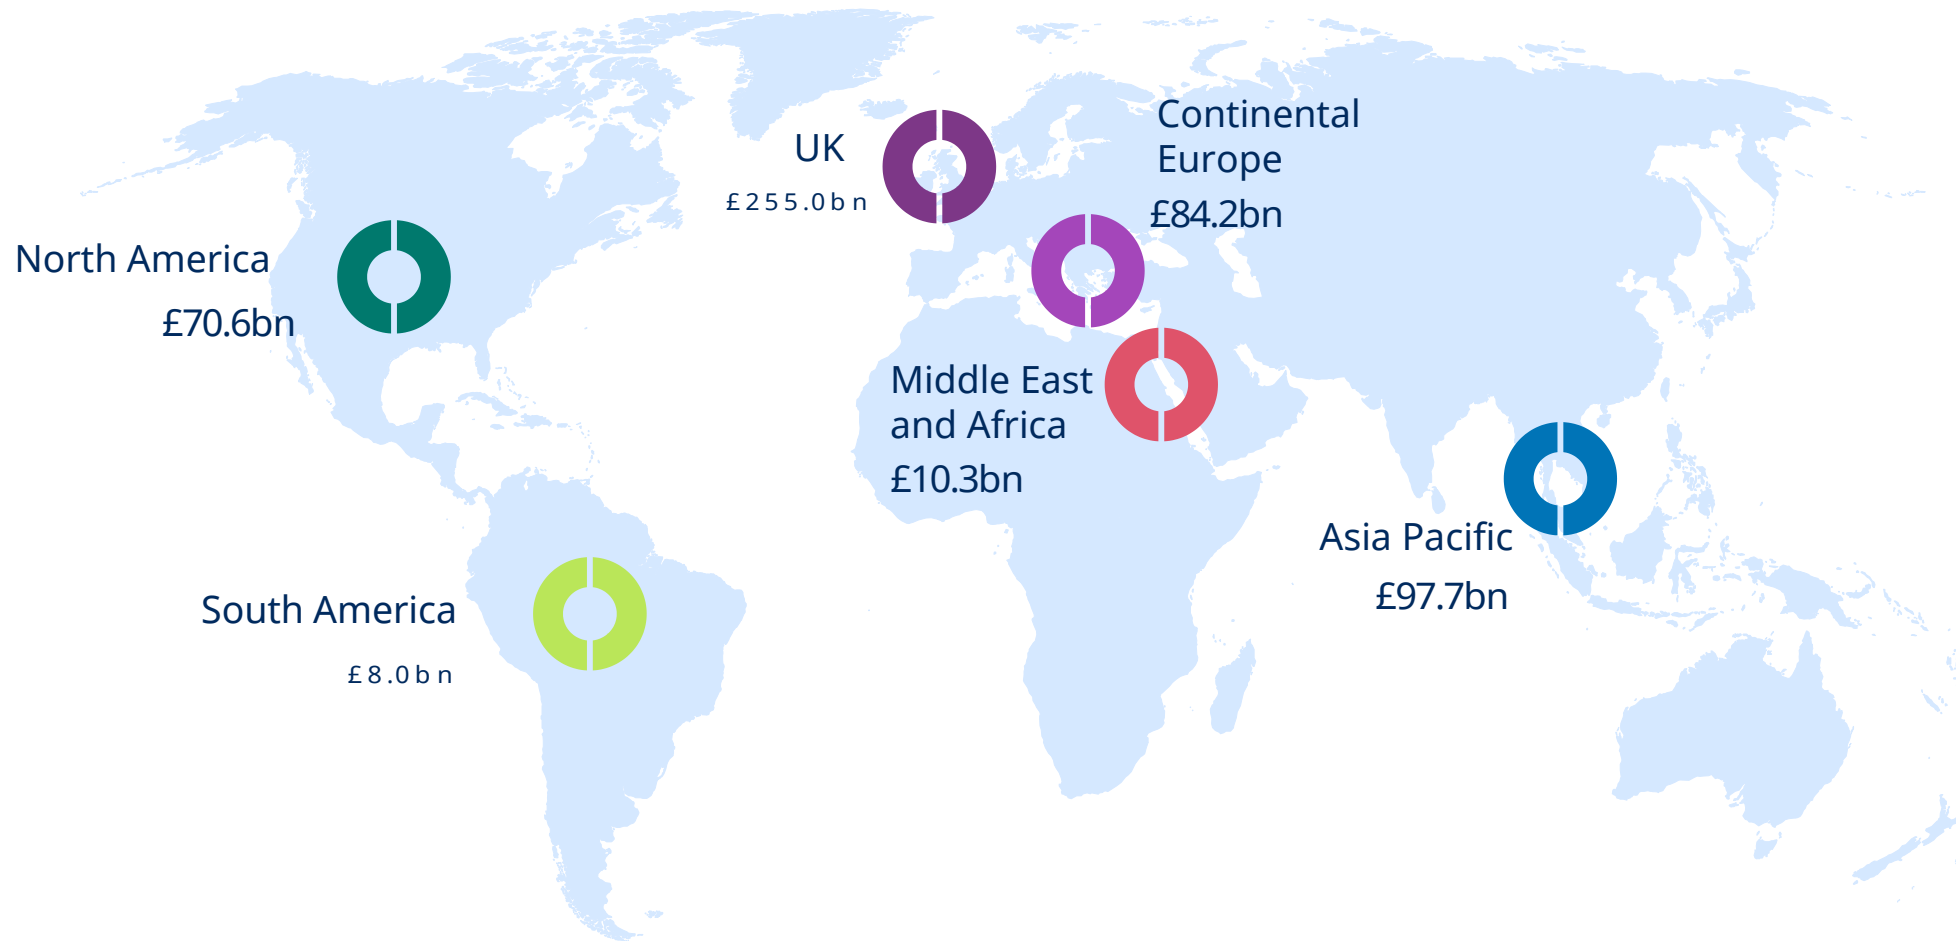 North America
£70.6bn
UK
£255.0bn
Continental
Europe
£84.2bn
Middle East
and Africa
£10.3bn
Asia Pacific
£97.7bn
South America
£8.0bn